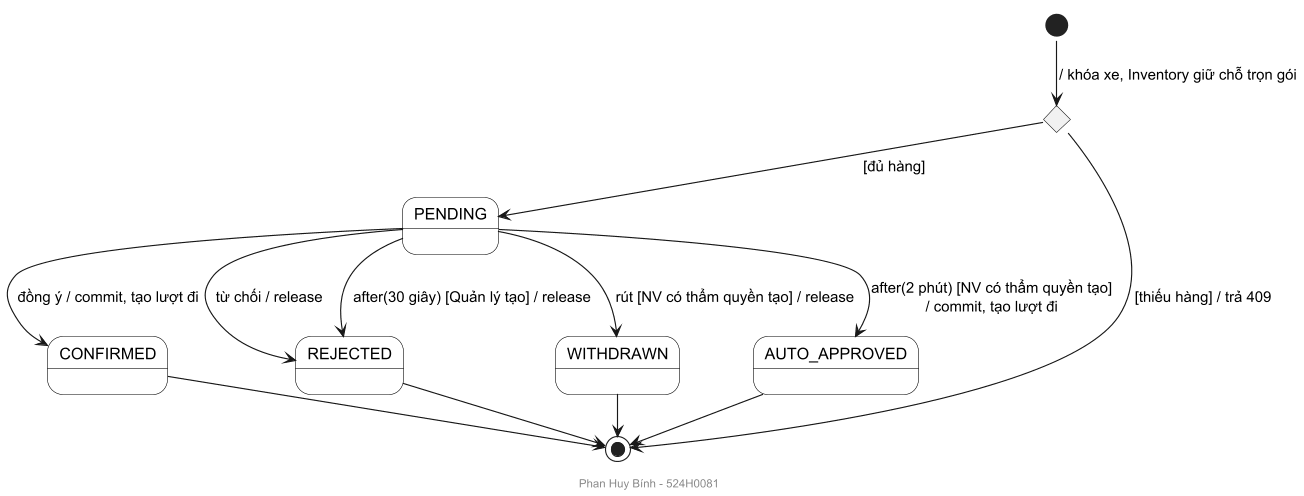 / khóa xe, Inventory giữ chỗ trọn gói
[đủ hàng]
PENDING
đồng ý / commit, tạo lượt đi
từ chối / release
after(30 giây) [Quản lý tạo] / release
rút [NV có thẩm quyền tạo] / release
after(2 phút) [NV có thẩm quyền tạo]
/ commit, tạo lượt đi
[thiếu hàng] / trả 409
CONFIRMED
REJECTED
WITHDRAWN
AUTO_APPROVED
Phan Huy Bính - 524H0081